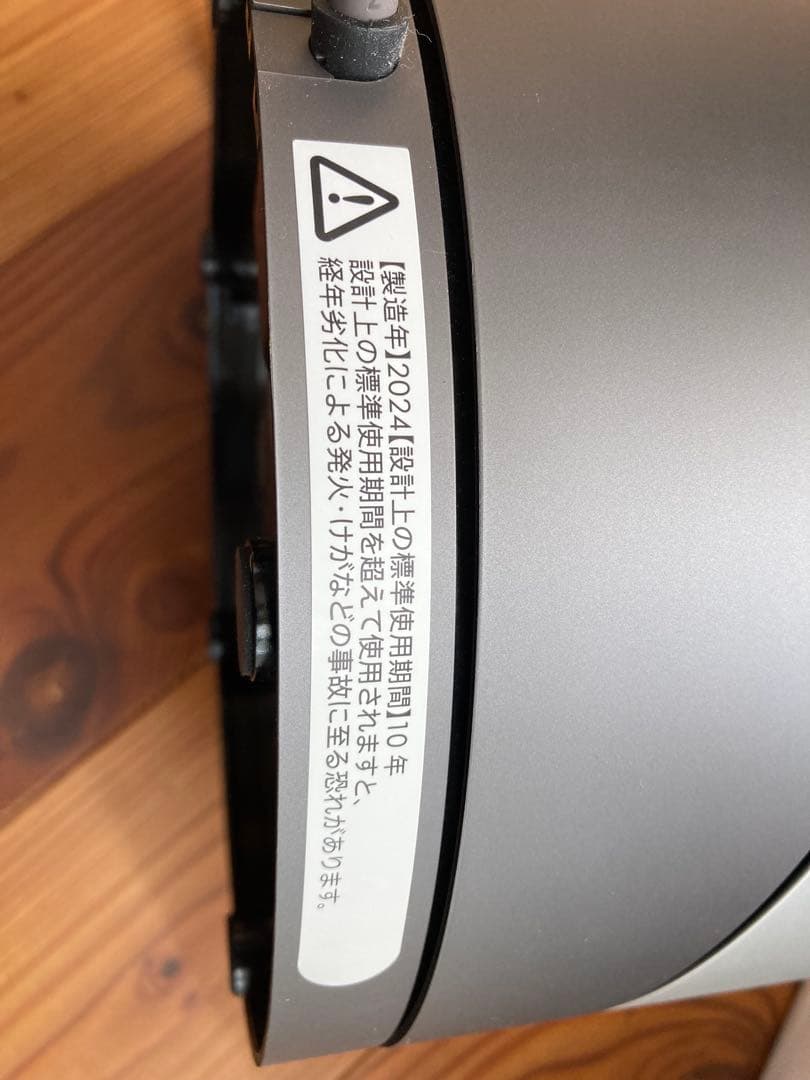 【製造年】2024【設計上の標準使用期間】10 年
設計上の標準使用期間を超えて使用されますと、
経年劣化による発火・けがなどの事故に至る恐れがあります。